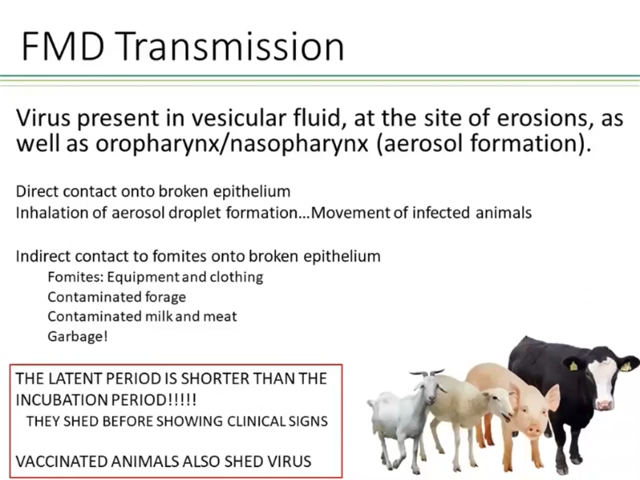 FMD Transmission
Virus present in vesicular fluid, at the site of erosions, as
well as oropharynx/nasopharynx (aerosol formation).
Direct contact onto broken epithelium
Inhalation of aerosol droplet formation...Movement of infected animals
Indirect contact to fomites onto broken epithelium
Fomites: Equipment and clothing
Contaminated forage
Contaminated milk and meat
Garbage!
THE LATENT PERIOD IS SHORTER THAN THE
INCUBATION PERIOD!!!!!
THEY SHED BEFORE SHOWING CLINICAL SIGNS
VACCINATED ANIMALS ALSO SHED VIRUS